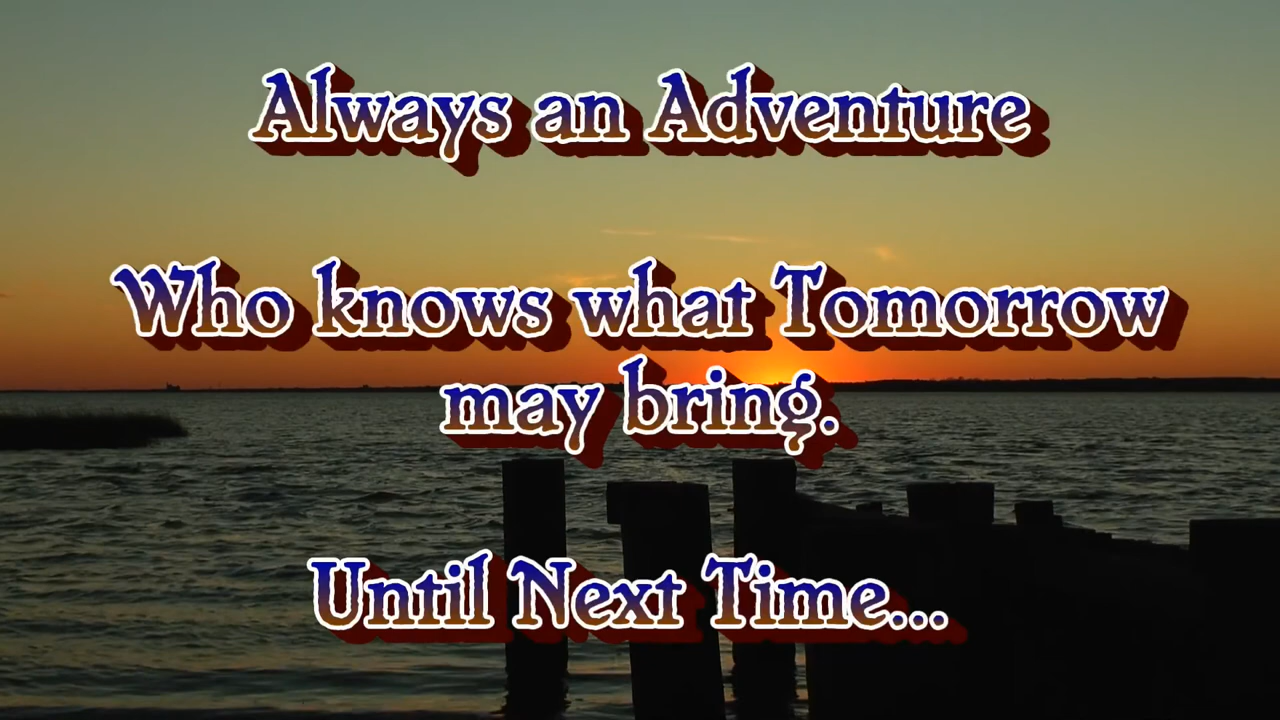 Always an Adventure
Who knows what Tomorrow
may bring.
Until Next Time...